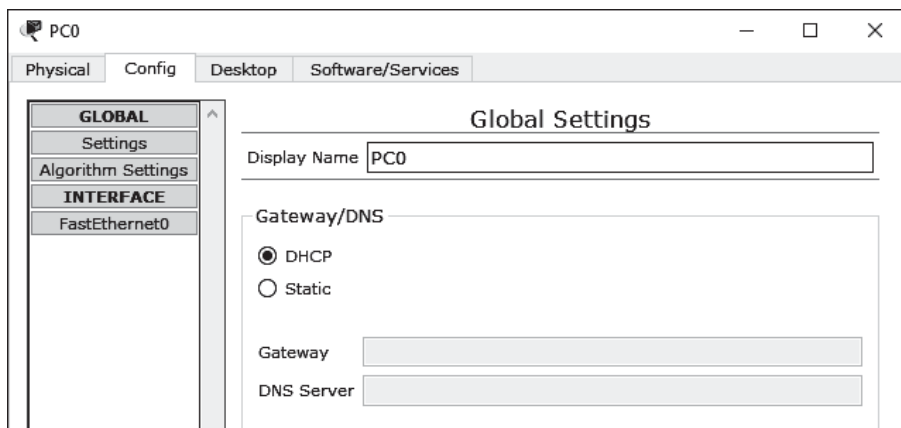 PC0
Physical Config Desktop Software/Services
GLOBAL
Settings
Algorithm Settings
INTERFACE
FastEthernet0
Global Settings
Display Name PC0
Gateway/DNS
DHCP
Static
Gateway
DNS Server